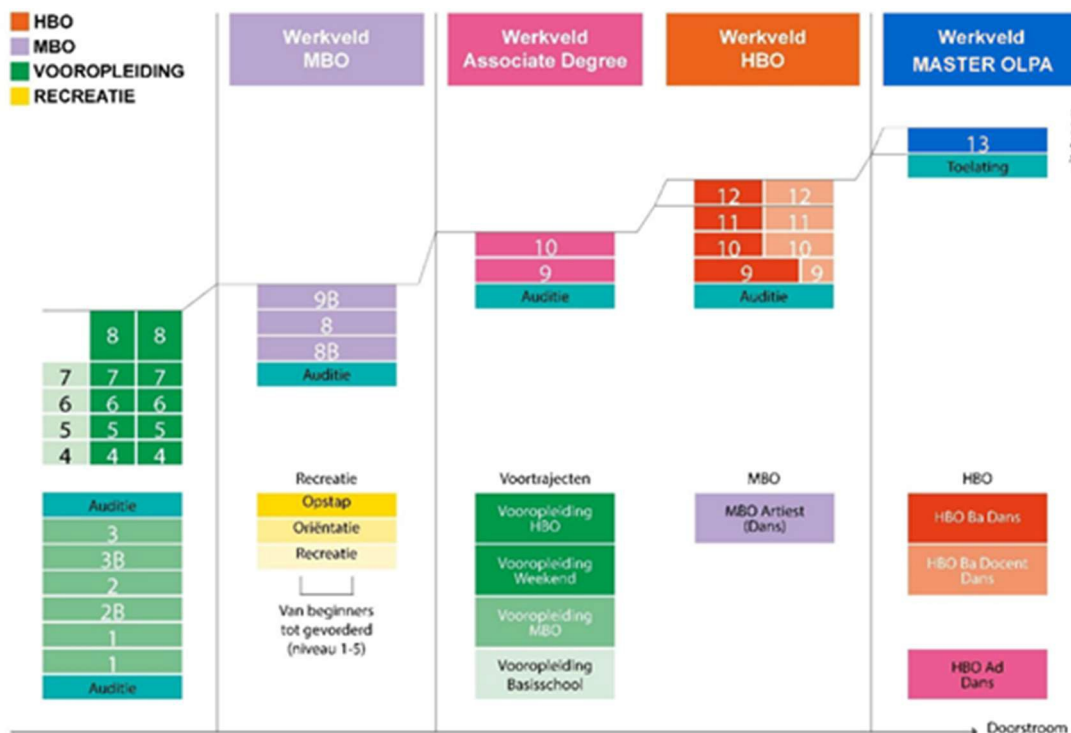 HBO
MBO
VOOROPLEIDING
RECREATIE
Werkveld
MBO
Werkveld
Associate Degree
Werkveld
HBO
Werkveld
MASTER OLPA
13
Toelating
12 12
11 11
10 10
9 9
Auditie
10
9
Auditie
9B
8
8B
Auditie
8 8
7 7 7
6 6 6
5 5 5
4 4 4
Auditie
3
3B
2
2B
1
1
Auditie
Recreatie
Opstap
Oriëntatie
Recreatie
Van beginners
tot gevorderd
(niveau 1-5)
Voortrajecten
Vooropleiding
HBO
Vooropleiding
Weekend
Vooropleiding
MBO
Vooropleiding
Basisschool
MBO
MBO Artiest
(Dans)
HBO
HBO Ba Dans
HBO Ba Docent
Dans
HBO Ad
Dans
Doorstroom